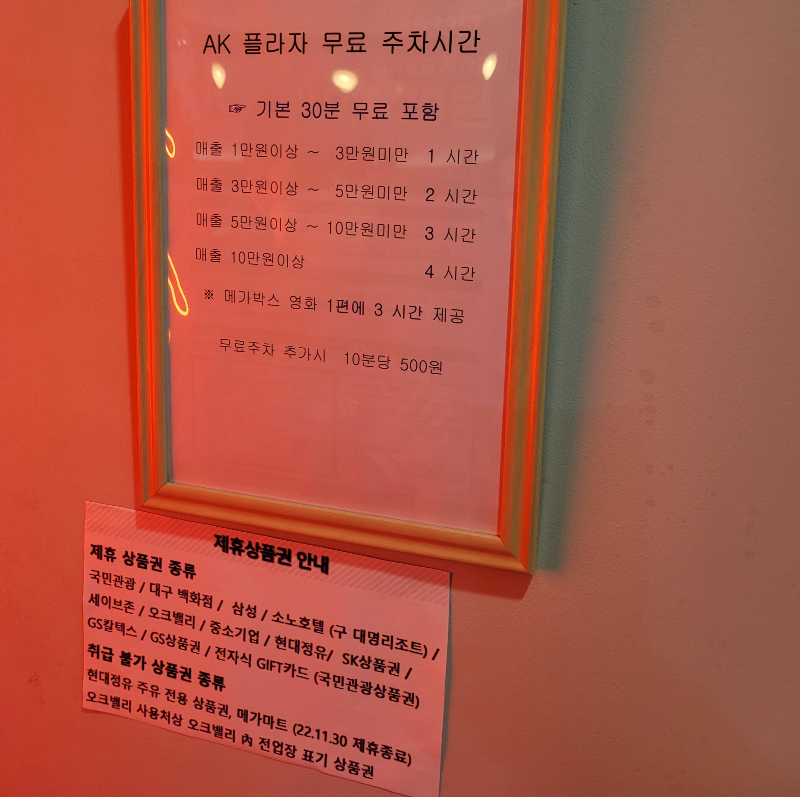 AK 플라자 무료 주차시간
☞ 기본 30분 무료 포함
매출 1만원이상 ~ 3만원미만 1 시간
매출 3만원이상 ~ 5만원미만 2 시간
매출 5만원이상 ~ 10만원미만 3 시간
매출 10만원이상 4 시간
※ 메가박스 영화 1편에 3 시간 제공
무료주차 추가시 10분당 500원
제휴상품권 안내
제휴 상품권 종류
국민관광 / 대구 백화점 / 삼성 / 소노호텔 (구 대명리조트) /
세이브존 / 오크밸리 / 중소기업 / 현대정유/ SK상품권 /
GS칼텍스 / GS상품권 / 전자식 GIFT카드 (국민관광상품권)
취급 불가 상품권 종류
현대정유 주유 전용 상품권, 메가마트 (22.11.30 제휴종료)
오크밸리 사용처상 오크밸리 內 전업장 표기 상품권